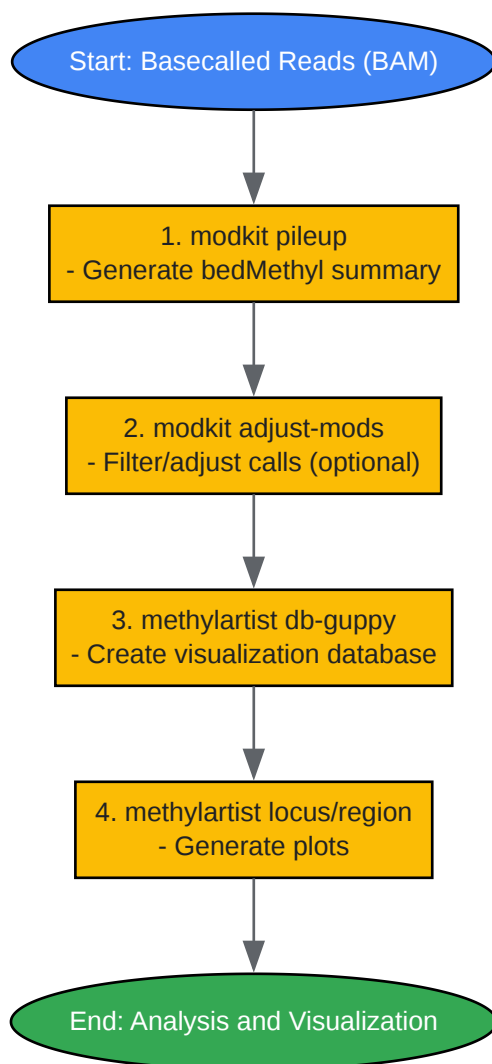 Start: Basecalled Reads (BAM)
1. modkit pileup
- Generate bedMethyl summary
2. modkit adjust-mods
- Filter/adjust calls (optional)
3. methylartist db-guppy
- Create visualization database
4. methylartist locus/region
- Generate plots
End: Analysis and Visualization